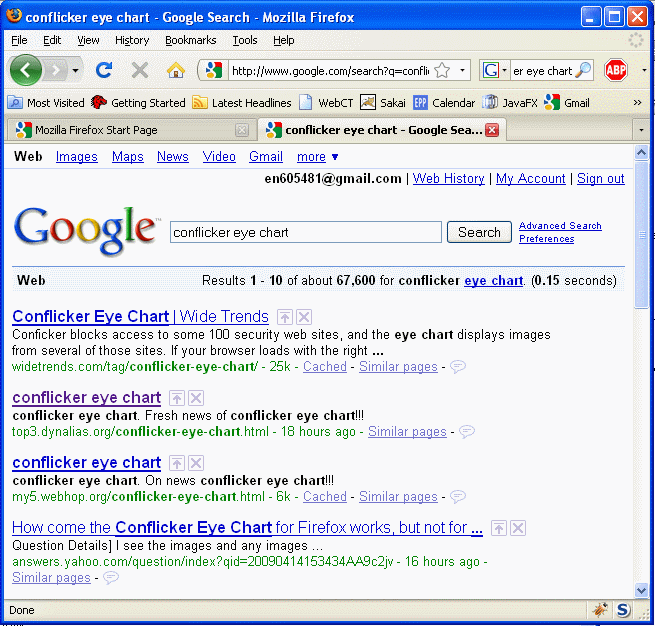 conflicker eye chart - Google Search - Mozilla Firefox
File Edit View History Bookmarks Tools Help
http://www.google.com/search?q=confli G er eye chart ABP
Most Visited Getting Started Latest Headlines WebCT Sakai EPP Calendar JavaFX Gmail »
Mozilla Firefox Start Page conflicker eye chart - Google Sea...
Web Images Maps News Video Gmail more ▼
en605481@gmail.com | Web History | My Account | Sign out
Google™ conflicker eye chart Search Advanced Search
Preferences
Web Results 1 - 10 of about 67,600 for conflicker eye chart. (0.15 seconds)
Conflicker Eye Chart | Wide Trends
Conficker blocks access to some 100 security web sites, and the eye chart displays images
from several of those sites. If your browser loads with the right ...
widetrends.com/tag/conflicker-eye-chart/ - 25k - Cached - Similar pages -
conflicker eye chart
conflicker eye chart. Fresh news of conflicker eye chart!!!
top3.dynalias.org/conflicker-eye-chart.html - 18 hours ago - Similar pages -
conflicker eye chart
conflicker eye chart. On news conflicker eye chart!!!
my5.webhop.org/conflicker-eye-chart.html - 6k - Cached - Similar pages -
How come the Conflicker Eye Chart for Firefox works, but not for ...
Question Details] I see the images and any images ...
answers.yahoo.com/question/index?qid=20090414153434AA9c2jv - 16 hours ago -
Similar pages -
Done S